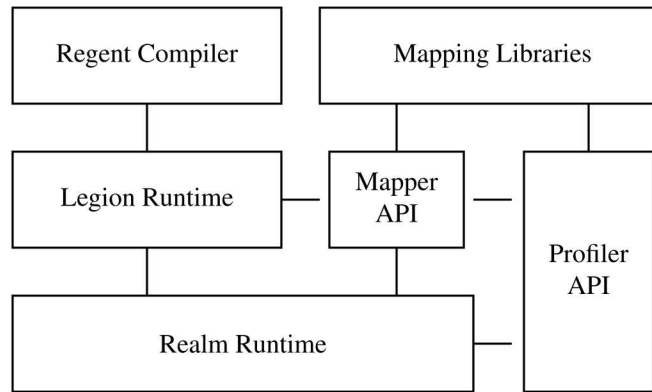 Regent Compiler
Mapping Libraries
Legion Runtime
Mapper
API
Profiler
API
Realm Runtime